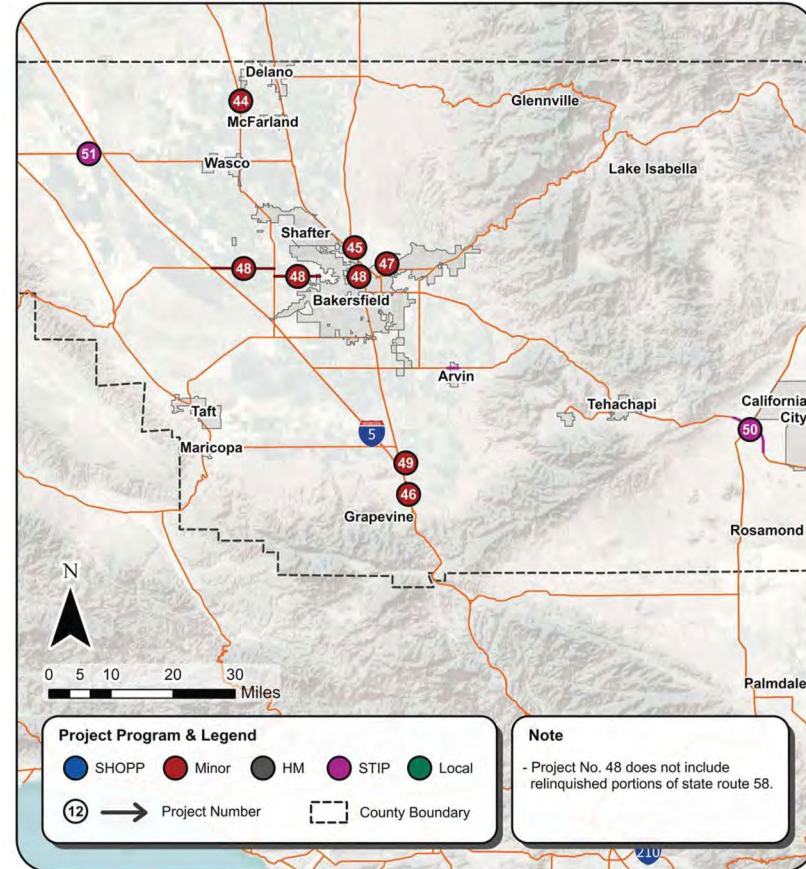 Delano
44
McFarland
Glennville
51
Wasco
Lake Isabella
Shafter
45
47
48
48
48
Bakersfield
Arvin
Taft
Tehachapi
California
City
50
5
Maricopa
49
46
Grapevine
Rosamond
N
0 5 10 20 30
Miles
Palmdale
Project Program & Legend
SHOPP Minor HM STIP Local
12 Project Number County Boundary
Note
- Project No. 48 does not include
relinquished portions of state route 58.
210